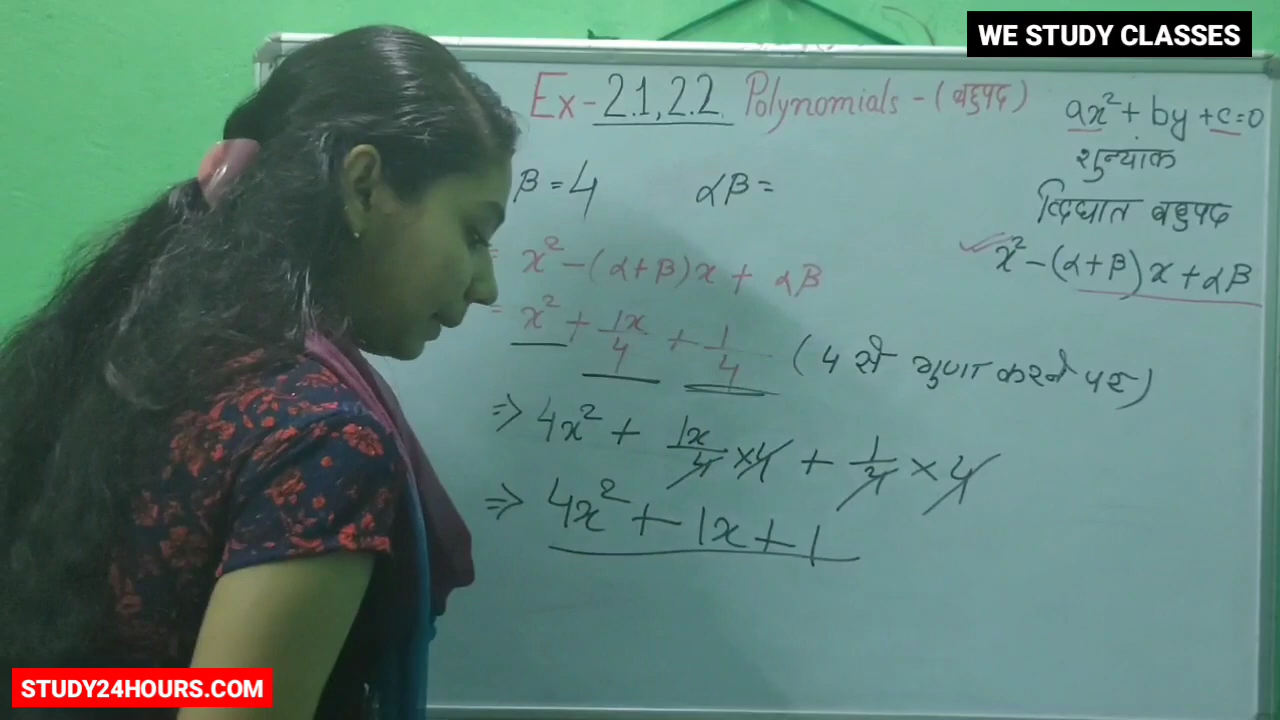 WE STUDY CLASSES
Ex-2.1, 2.2 Polynomials - (बहुपद)
ax² + by + c = 0
शुन्यांक
द्विघात बहुपद
x² - (α+β)x + αβ
β = 4 αβ =
= x² - (α+β)x + αβ
= x² + 1x/4 + 1/4 (4 से गुणा करने पर)
⇒ 4x² + 1x/4 × 4 + 1/4 × 4
⇒ 4x² + 1x + 1
STUDY24HOURS.COM